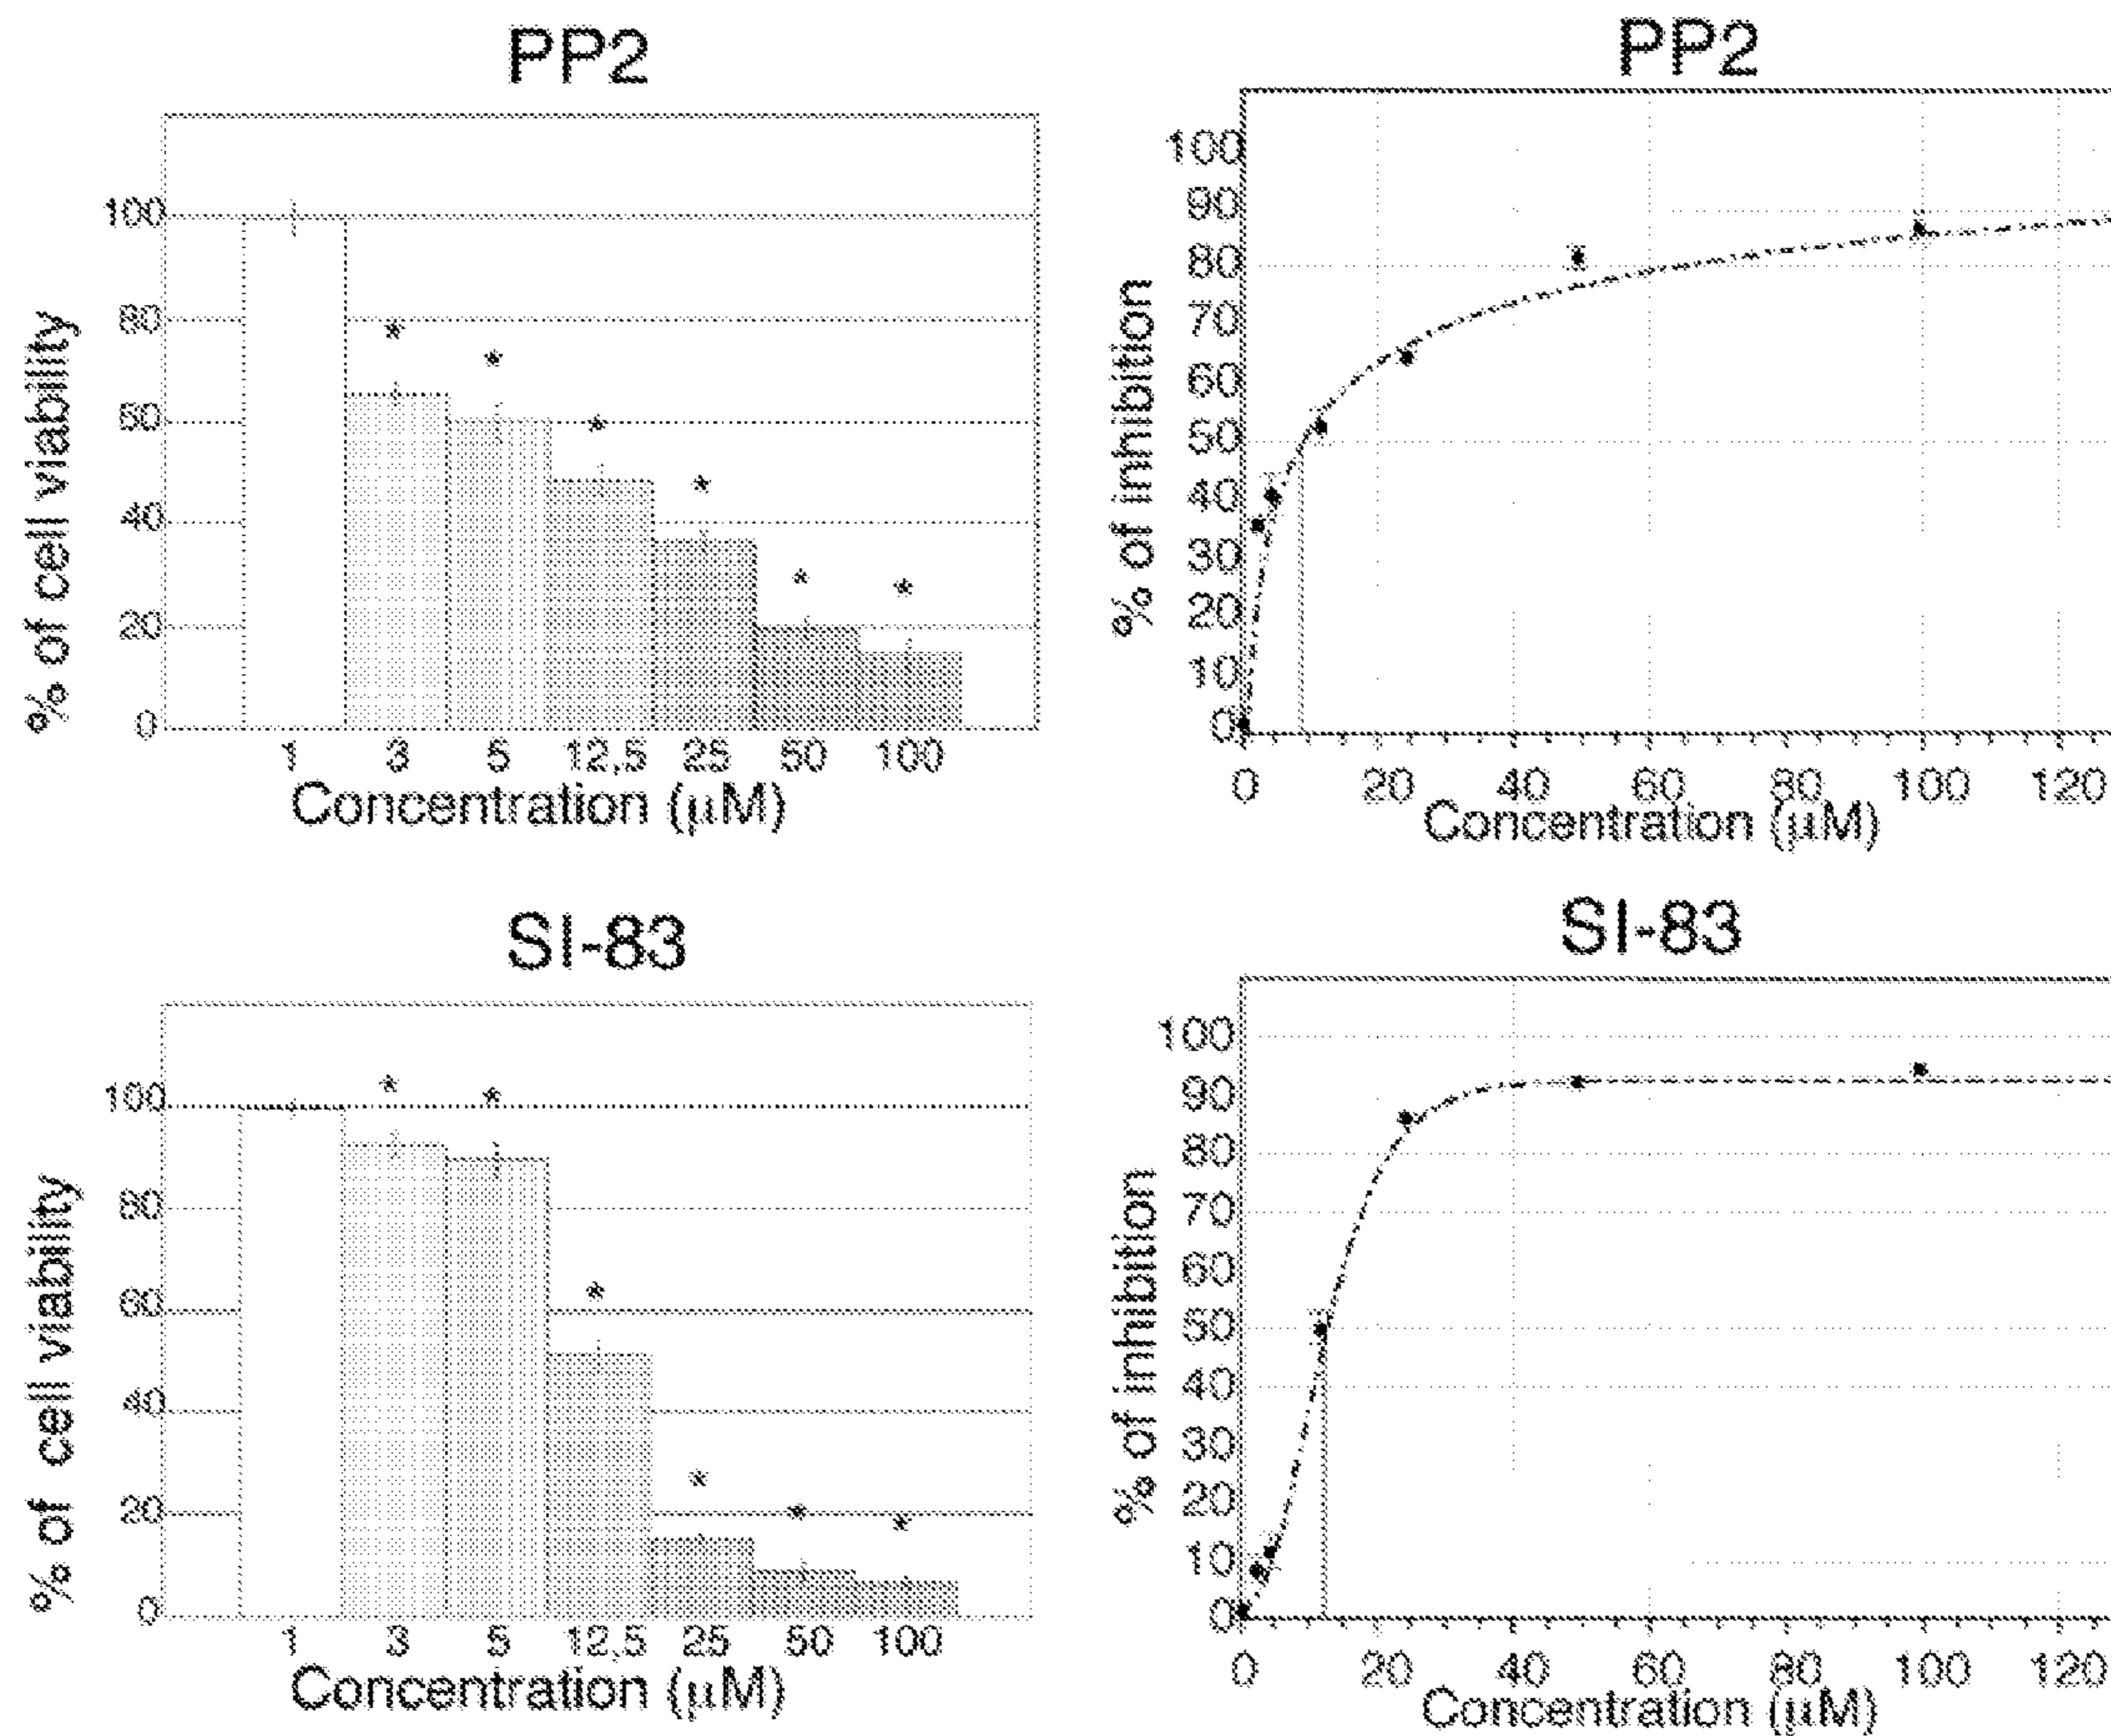 PP2
% of cell viability
100
80
60
40
20
0
* * * * * *
1 3 5 12,5 25 50 100
Concentration (μM)
PP2
% of inhibition
100
90
80
70
60
50
40
30
20
10
0
0 20 40 60 80 100 120
Concentration (μM)
SI-83
% of cell viability
100
80
60
40
20
0
* * * * * *
1 3 5 12,5 25 50 100
Concentration (μM)
SI-83
% of inhibition
100
90
80
70
60
50
40
30
20
10
0
0 20 40 60 80 100 120
Concentration (μM)